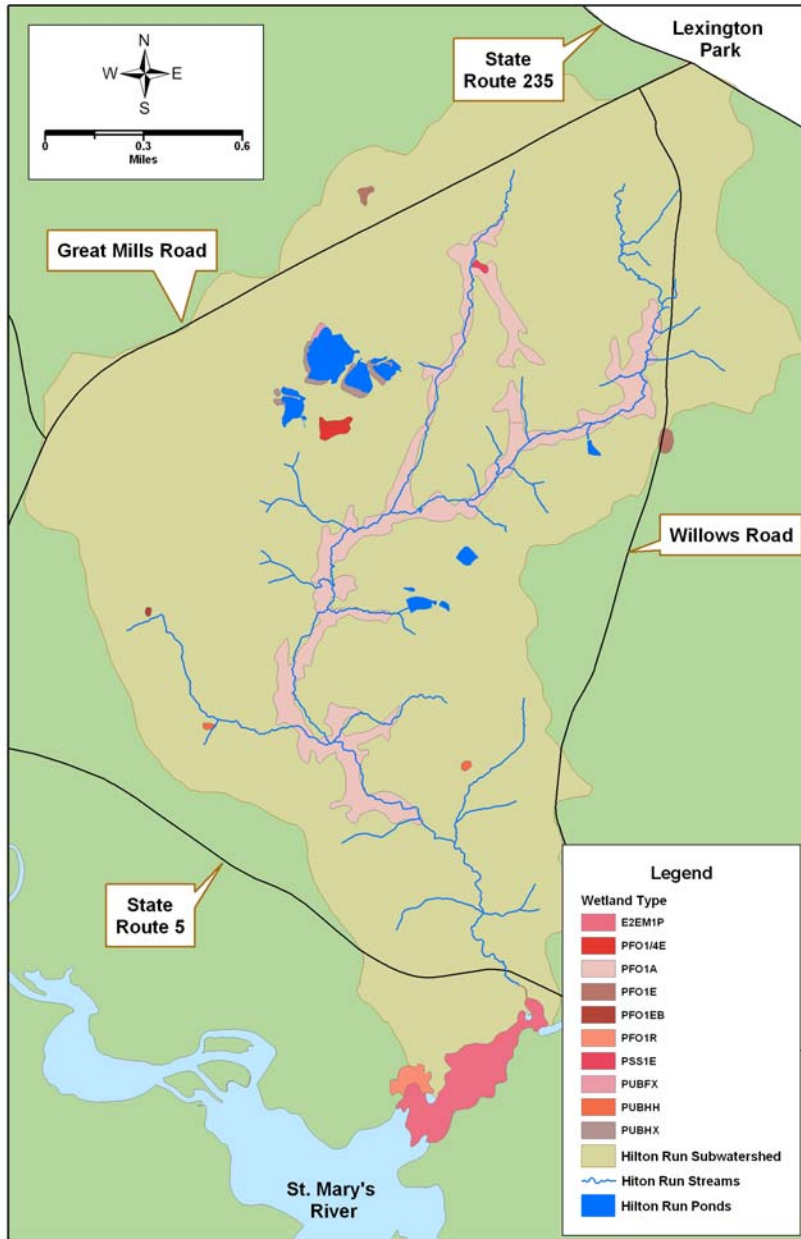 Lexington
Park
State
Route 235
N
W E
S
0 0.3 0.6
Miles
Great Mills Road
Willows Road
State
Route 5
St. Mary's
River
Legend
Wetland Type
E2EM1P
PFO1/4E
PFO1A
PFO1E
PFO1EB
PFO1R
PSS1E
PUBFX
PUBHH
PUBHX
Hilton Run Subwatershed
Hiton Run Streams
Hilton Run Ponds